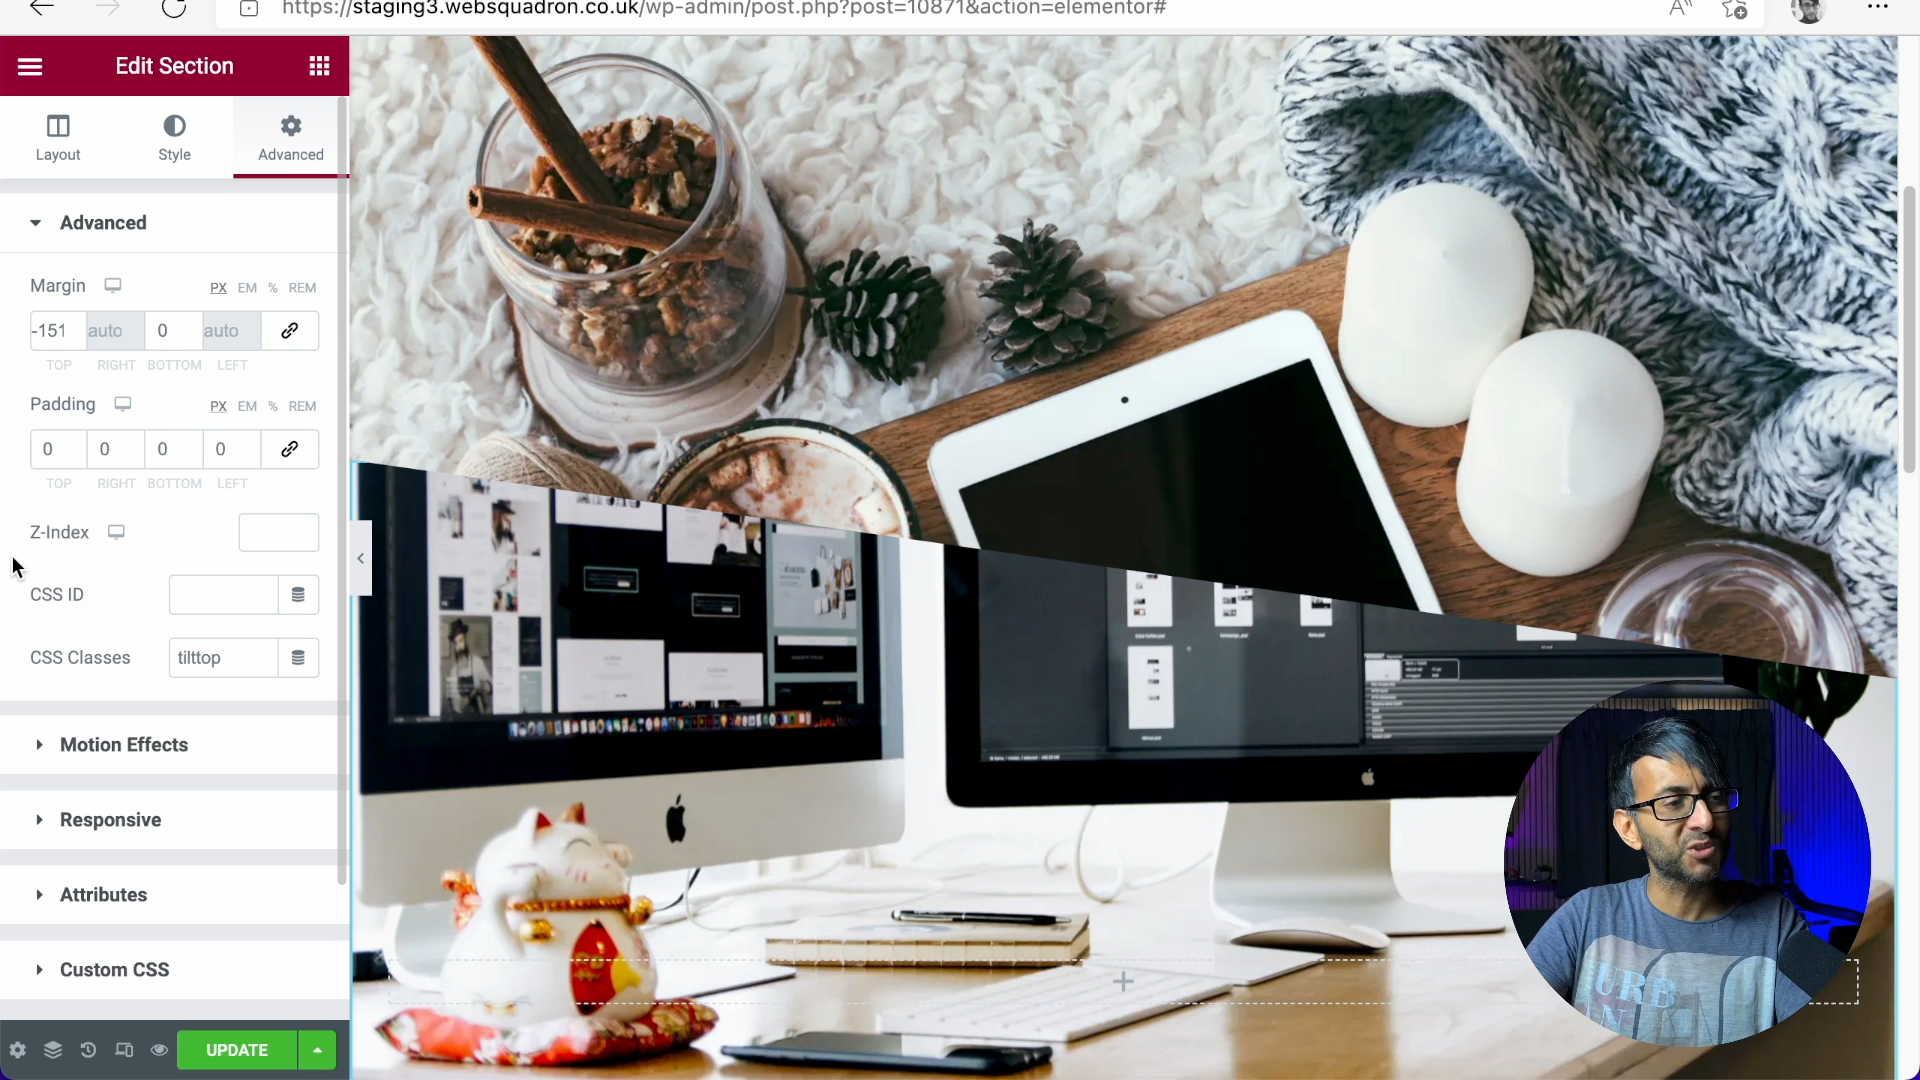 https://staging3.websquadron.co.uk/wp-admin/post.php?post=10871&action=elementor#
Edit Section
Layout
Style
Advanced
Advanced
Margin
PX EM % REM
-151 auto 0 auto
TOP RIGHT BOTTOM LEFT
Padding
PX EM % REM
0 0 0 0
TOP RIGHT BOTTOM LEFT
Z-Index
CSS ID
CSS Classes
tilttop
Motion Effects
Responsive
Attributes
Custom CSS
UPDATE
URB